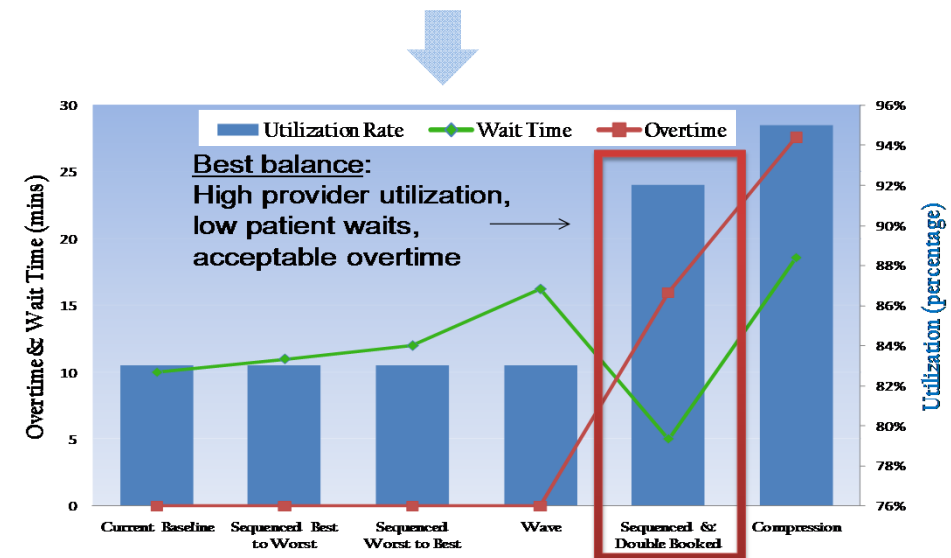 30
25
20
15
10
5
0
Overtime & Wait Time (mins)
Utilization Rate
Wait Time
Overtime
Best balance:
High provider utilization,
low patient waits,
acceptable overtime
96%
94%
92%
90%
88%
86%
84%
82%
80%
78%
76%
Utilization (percentage)
Current Baseline
Sequenced Best
to Worst
Sequenced
Worst to Best
Wave
Sequenced &
Double Booked
Compression